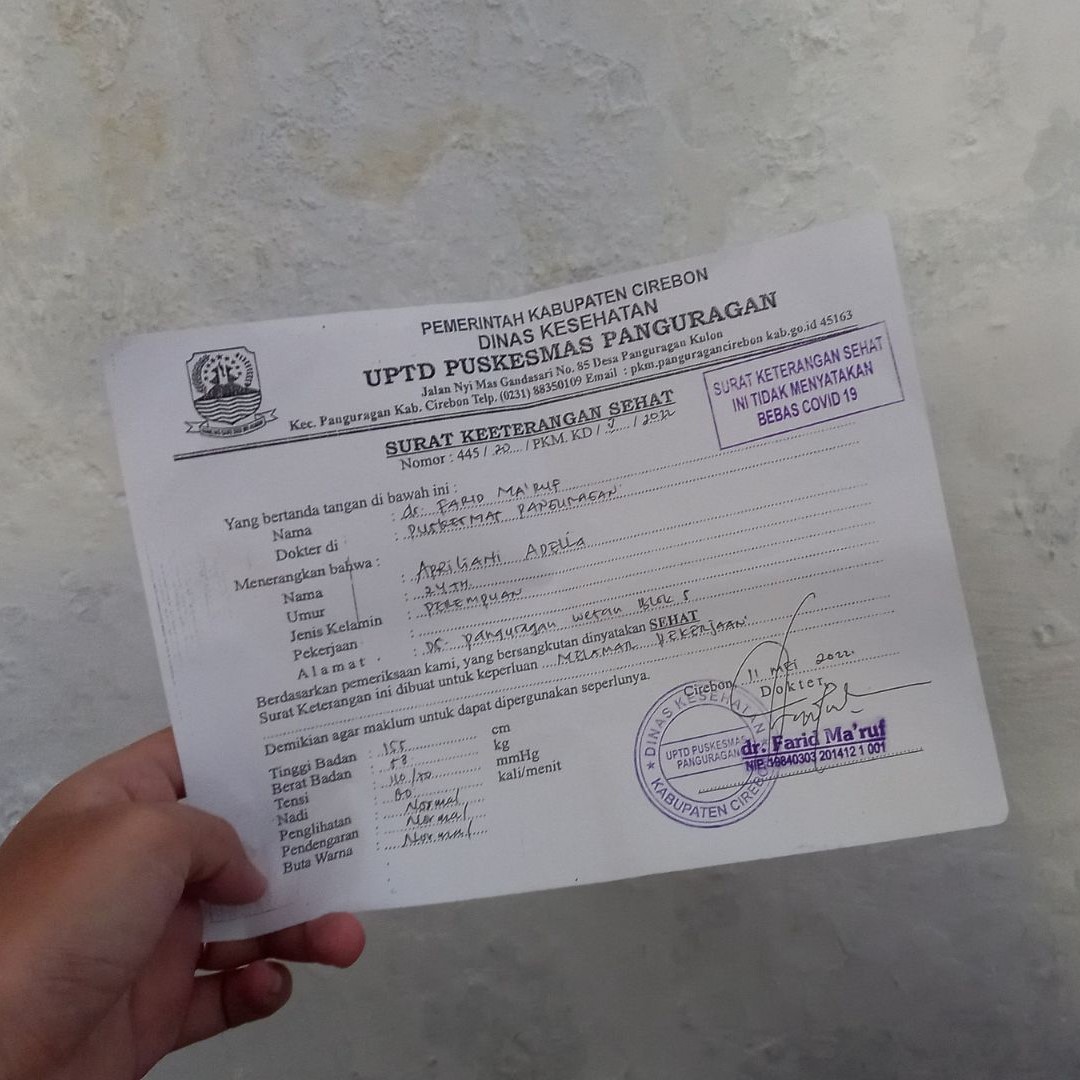 PEMERINTAH KABUPATEN CIREBON
DINAS KESEHATAN
UPTD PUSKESMAS PANGURAGAN
Jalan Nyi Mas Gandasari No. 85 Desa Panguragan Kulon
Kec. Panguragan Kab. Cirebon Telp. (0231) 88350109 Email : pkm.panguragancirebon kab.go.id 45163
SURAT KETERANGAN SEHAT
INI TIDAK MENYATAKAN
BEBAS COVID 19
SURAT KEETERANGAN SEHAT
Nomor : 445 / 20 / PKM. KD / V / 2022
Yang bertanda tangan di bawah ini :
Nama : dr. FARID MA'RUF
Dokter di : PUSKESMAS PANGURAGAN
Menerangkan bahwa :
Nama : APRILIANI ADELIA
Umur : 24 TH
Jenis Kelamin : PEREMPUAN
Pekerjaan :
Alamat : DS. Panguragan wetan Blok 5
Berdasarkan pemeriksaan kami, yang bersangkutan dinyatakan SEHAT
Surat Keterangan ini dibuat untuk keperluan MELAMAR PEKERJAAN
Demikian agar maklum untuk dapat dipergunakan seperlunya.
Cirebon, 11 MEI 2022
Dokter
Tinggi Badan : 155 cm
Berat Badan : 53 kg
Tensi : 110/70 mmHg
Nadi : 80 kali/menit
Penglihatan : Normal
Pendengaran : Normal
Buta Warna : Normal
DINAS KESEHATAN
UPTD PUSKESMAS
PANGURAGAN
KABUPATEN CIREBON
dr. Farid Ma'ruf
NIP. 19840303 201412 1 001